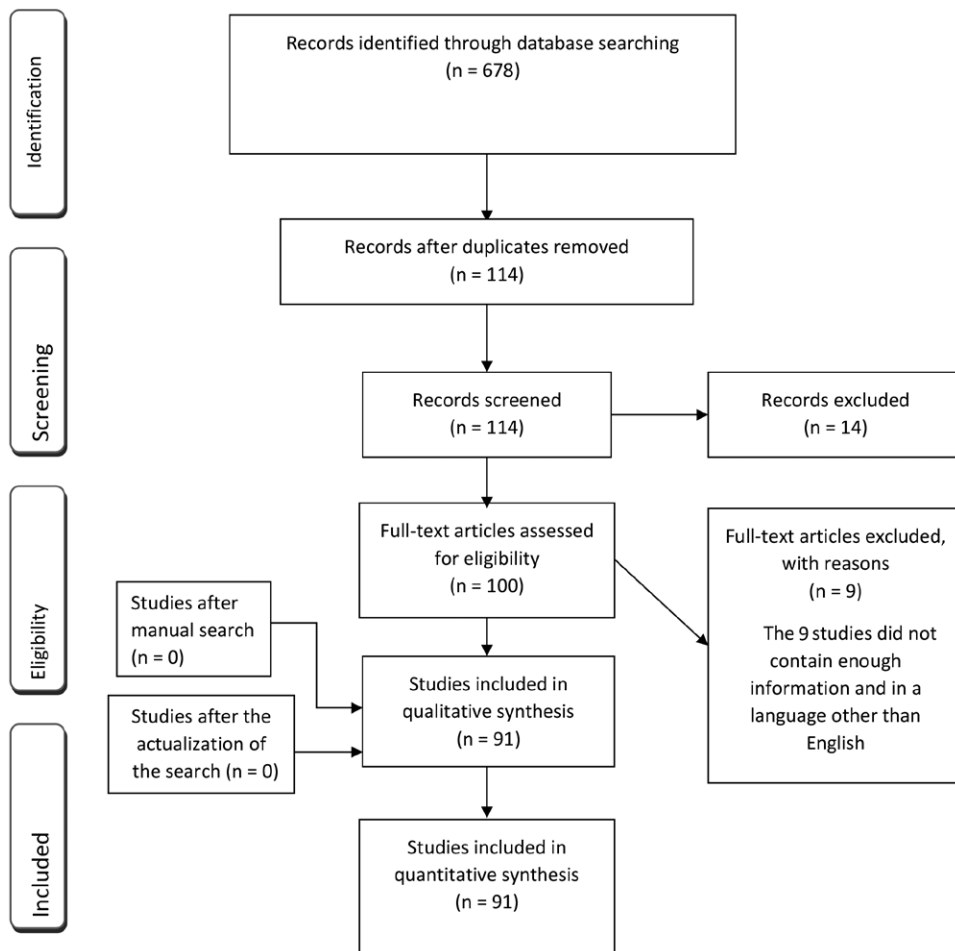 Identification
Records identified through database searching
(n = 678)
Records after duplicates removed
(n = 114)
Screening
Records screened
(n = 114)
Records excluded
(n = 14)
Eligibility
Full-text articles assessed
for eligibility
(n = 100)
Full-text articles excluded,
with reasons
(n = 9)
The 9 studies did not
contain enough
information and in a
language other than
English
Studies after
manual search
(n = 0)
Studies after the
actualization of
the search (n = 0)
Studies included in
qualitative synthesis
(n = 91)
Included
Studies included in
quantitative synthesis
(n = 91)